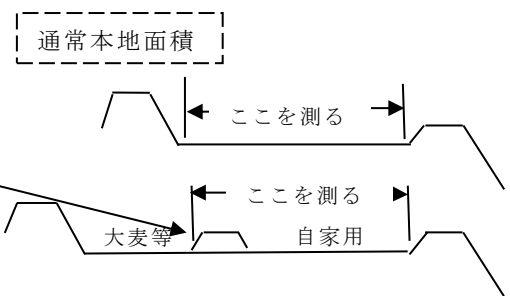 通常本地面積
ここを測る
ここを測る
大麦等
自家用